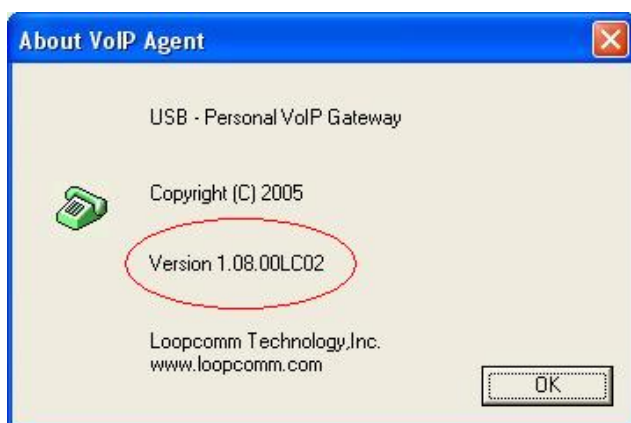 About VoIP Agent
USB - Personal VoIP Gateway
Copyright (C) 2005
Version 1.08.00LC02
Loopcomm Technology,Inc.
www.loopcomm.com
OK